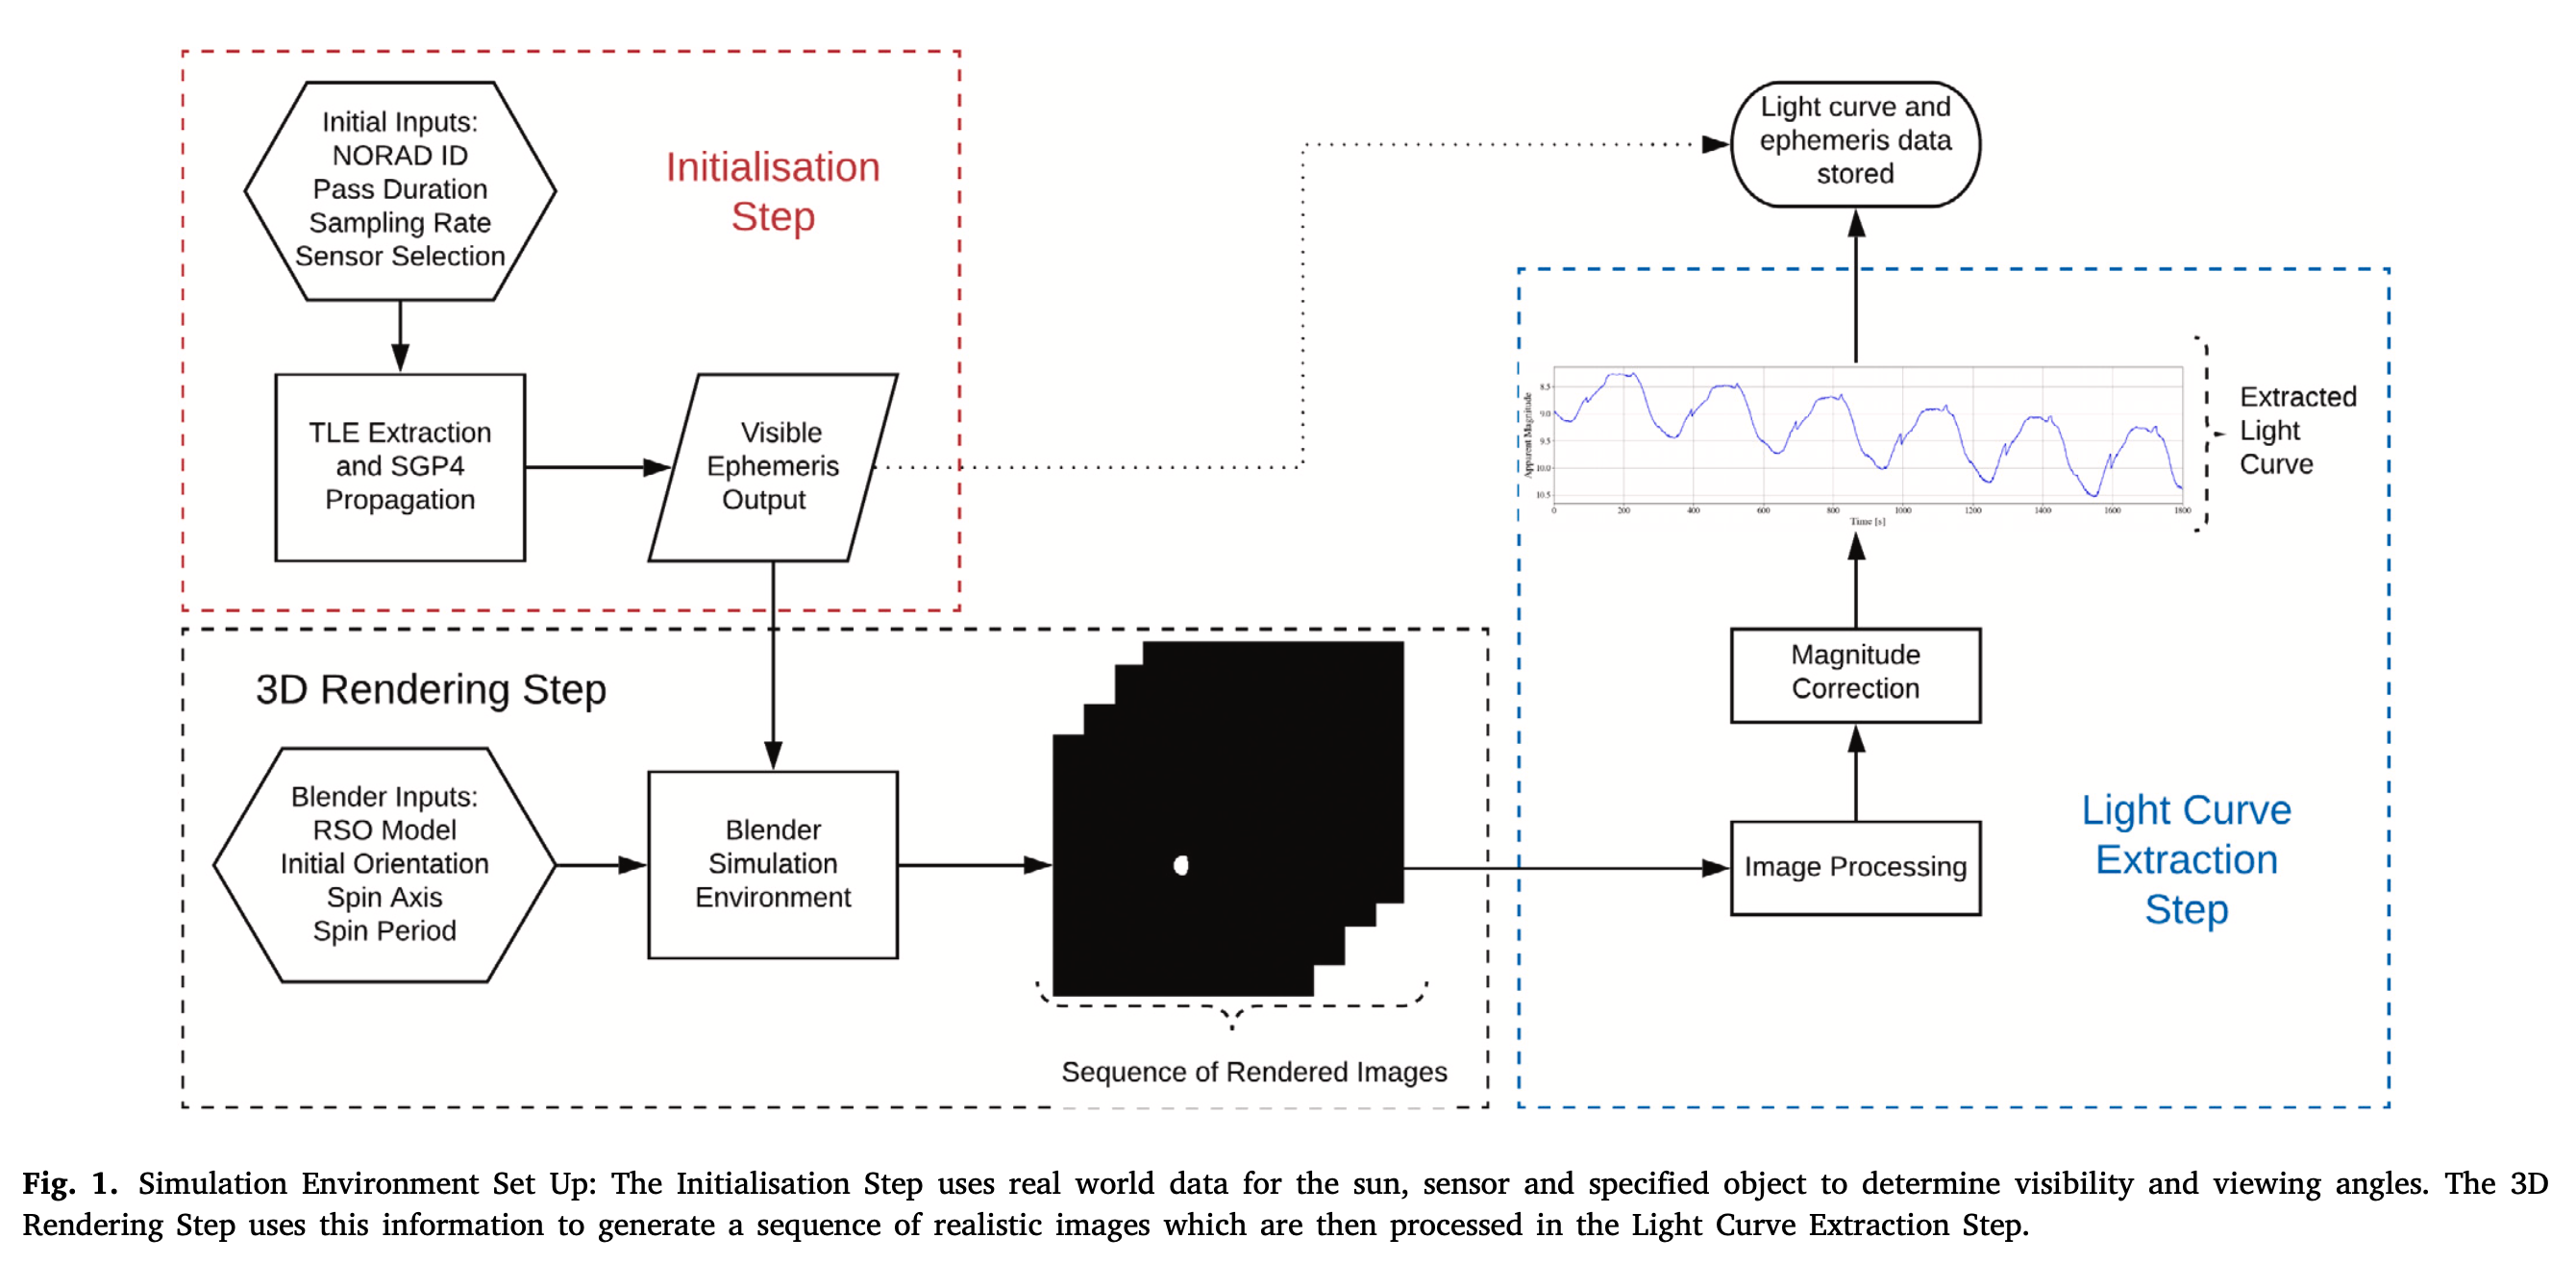 Initial Inputs:
NORAD ID
Pass Duration
Sampling Rate
Sensor Selection
Initialisation
Step
TLE Extraction
and SGP4
Propagation
Visible
Ephemeris
Output
Light curve and
ephemeris data
stored
3D Rendering Step
Blender Inputs:
RSO Model
Initial Orientation
Spin Axis
Spin Period
Blender
Simulation
Environment
Sequence of Rendered Images
Apparent Magnitude
8.5
9.0
9.5
10.0
10.5
0 200 400 600 800 1000 1200 1400 1600 1800
Time [s]
Extracted
Light
Curve
Magnitude
Correction
Image Processing
Light Curve
Extraction
Step
Fig. 1. Simulation Environment Set Up: The Initialisation Step uses real world data for the sun, sensor and specified object to determine visibility and viewing angles. The 3D
Rendering Step uses this information to generate a sequence of realistic images which are then processed in the Light Curve Extraction Step.